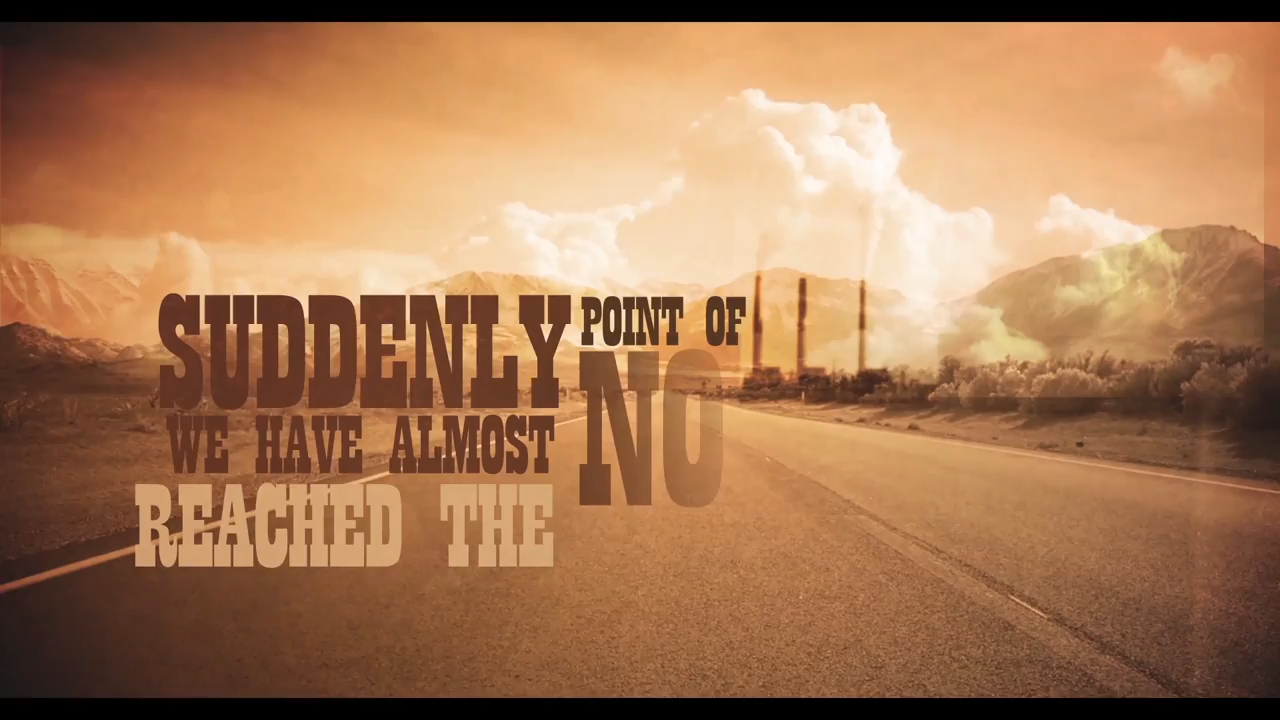 SUDDENLY
WE HAVE ALMOST
REACHED THE
POINT OF
NO